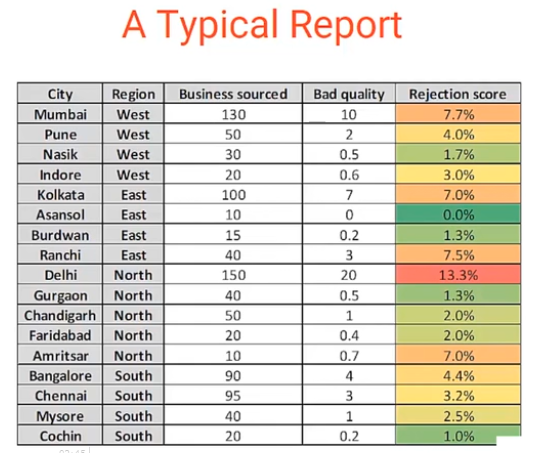 A Typical Report
City Region Business sourced Bad quality Rejection score
Mumbai West 130 10 7.7%
Pune West 50 2 4.0%
Nasik West 30 0.5 1.7%
Indore West 20 0.6 3.0%
Kolkata East 100 7 7.0%
Asansol East 10 0 0.0%
Burdwan East 15 0.2 1.3%
Ranchi East 40 3 7.5%
Delhi North 150 20 13.3%
Gurgaon North 40 0.5 1.3%
Chandigarh North 50 1 2.0%
Faridabad North 20 0.4 2.0%
Amritsar North 10 0.7 7.0%
Bangalore South 90 4 4.4%
Chennai South 95 3 3.2%
Mysore South 40 1 2.5%
Cochin South 20 0.2 1.0%